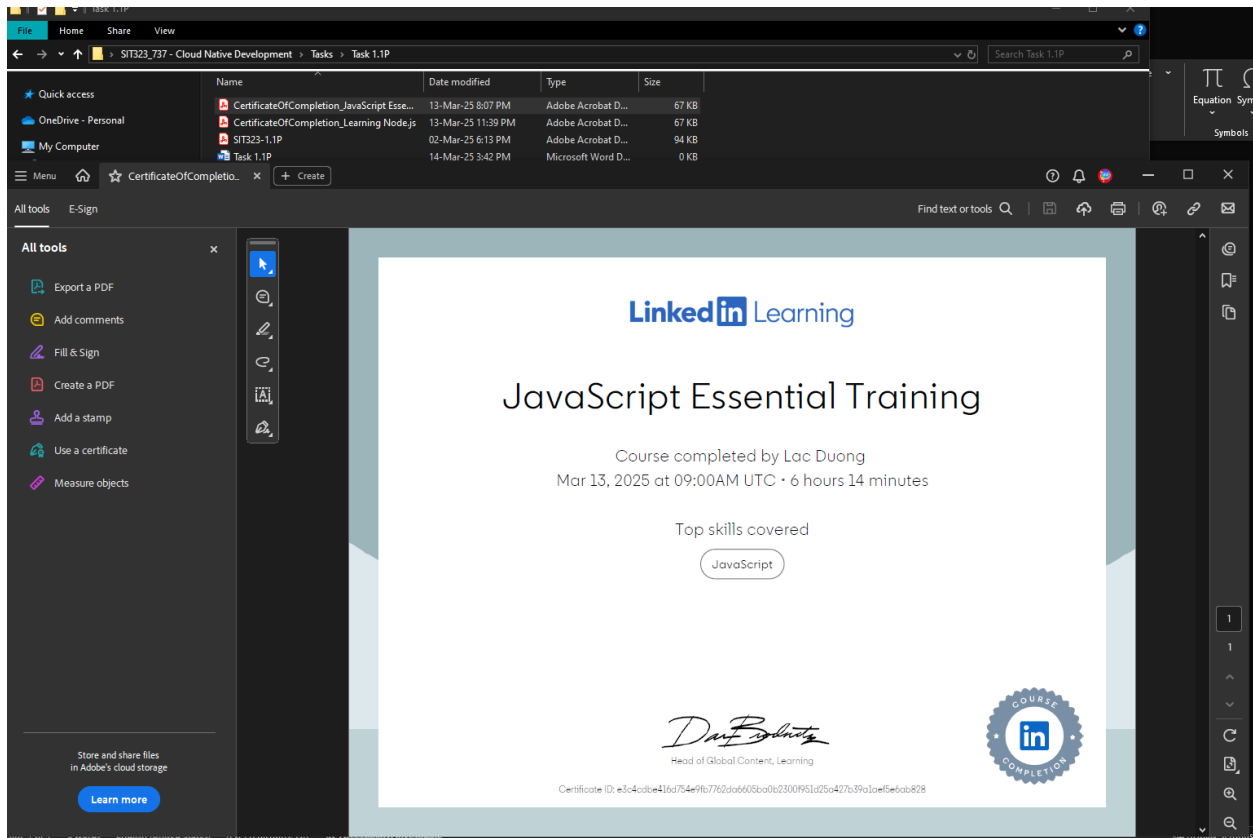 Task 1.1P
File Home Share View
SIT323_737 - Cloud Native Development > Tasks > Task 1.1P
Search Task 1.1P
Name Date modified Type Size
Quick access
CertificateOfCompletion_JavaScript Esse... 13-Mar-25 8:07 PM Adobe Acrobat D... 67 KB
OneDrive - Personal
CertificateOfCompletion_Learning Node.js 13-Mar-25 11:39 PM Adobe Acrobat D... 67 KB
SIT323-1.1P 02-Mar-25 6:13 PM Adobe Acrobat D... 94 KB
My Computer
Task 1.1P 14-Mar-25 3:42 PM Microsoft Word D... 0 KB
Equation Sym
Symbols
Menu CertificateOfCompletio... × + Create
All tools E-Sign
Find text or tools
All tools
Export a PDF
Add comments
Fill & Sign
Create a PDF
Add a stamp
Use a certificate
Measure objects
Store and share files
in Adobe's cloud storage
Learn more
Linked in Learning
JavaScript Essential Training
Course completed by Lac Duong
Mar 13, 2025 at 09:00AM UTC • 6 hours 14 minutes
Top skills covered
JavaScript
Head of Global Content, Learning
Certificate ID: e3c4cdbe416d754e9fb7762da6605ba0b2300f951d25a427b39a1aef5e6ab828
COURSE
in
COMPLETION
1
1